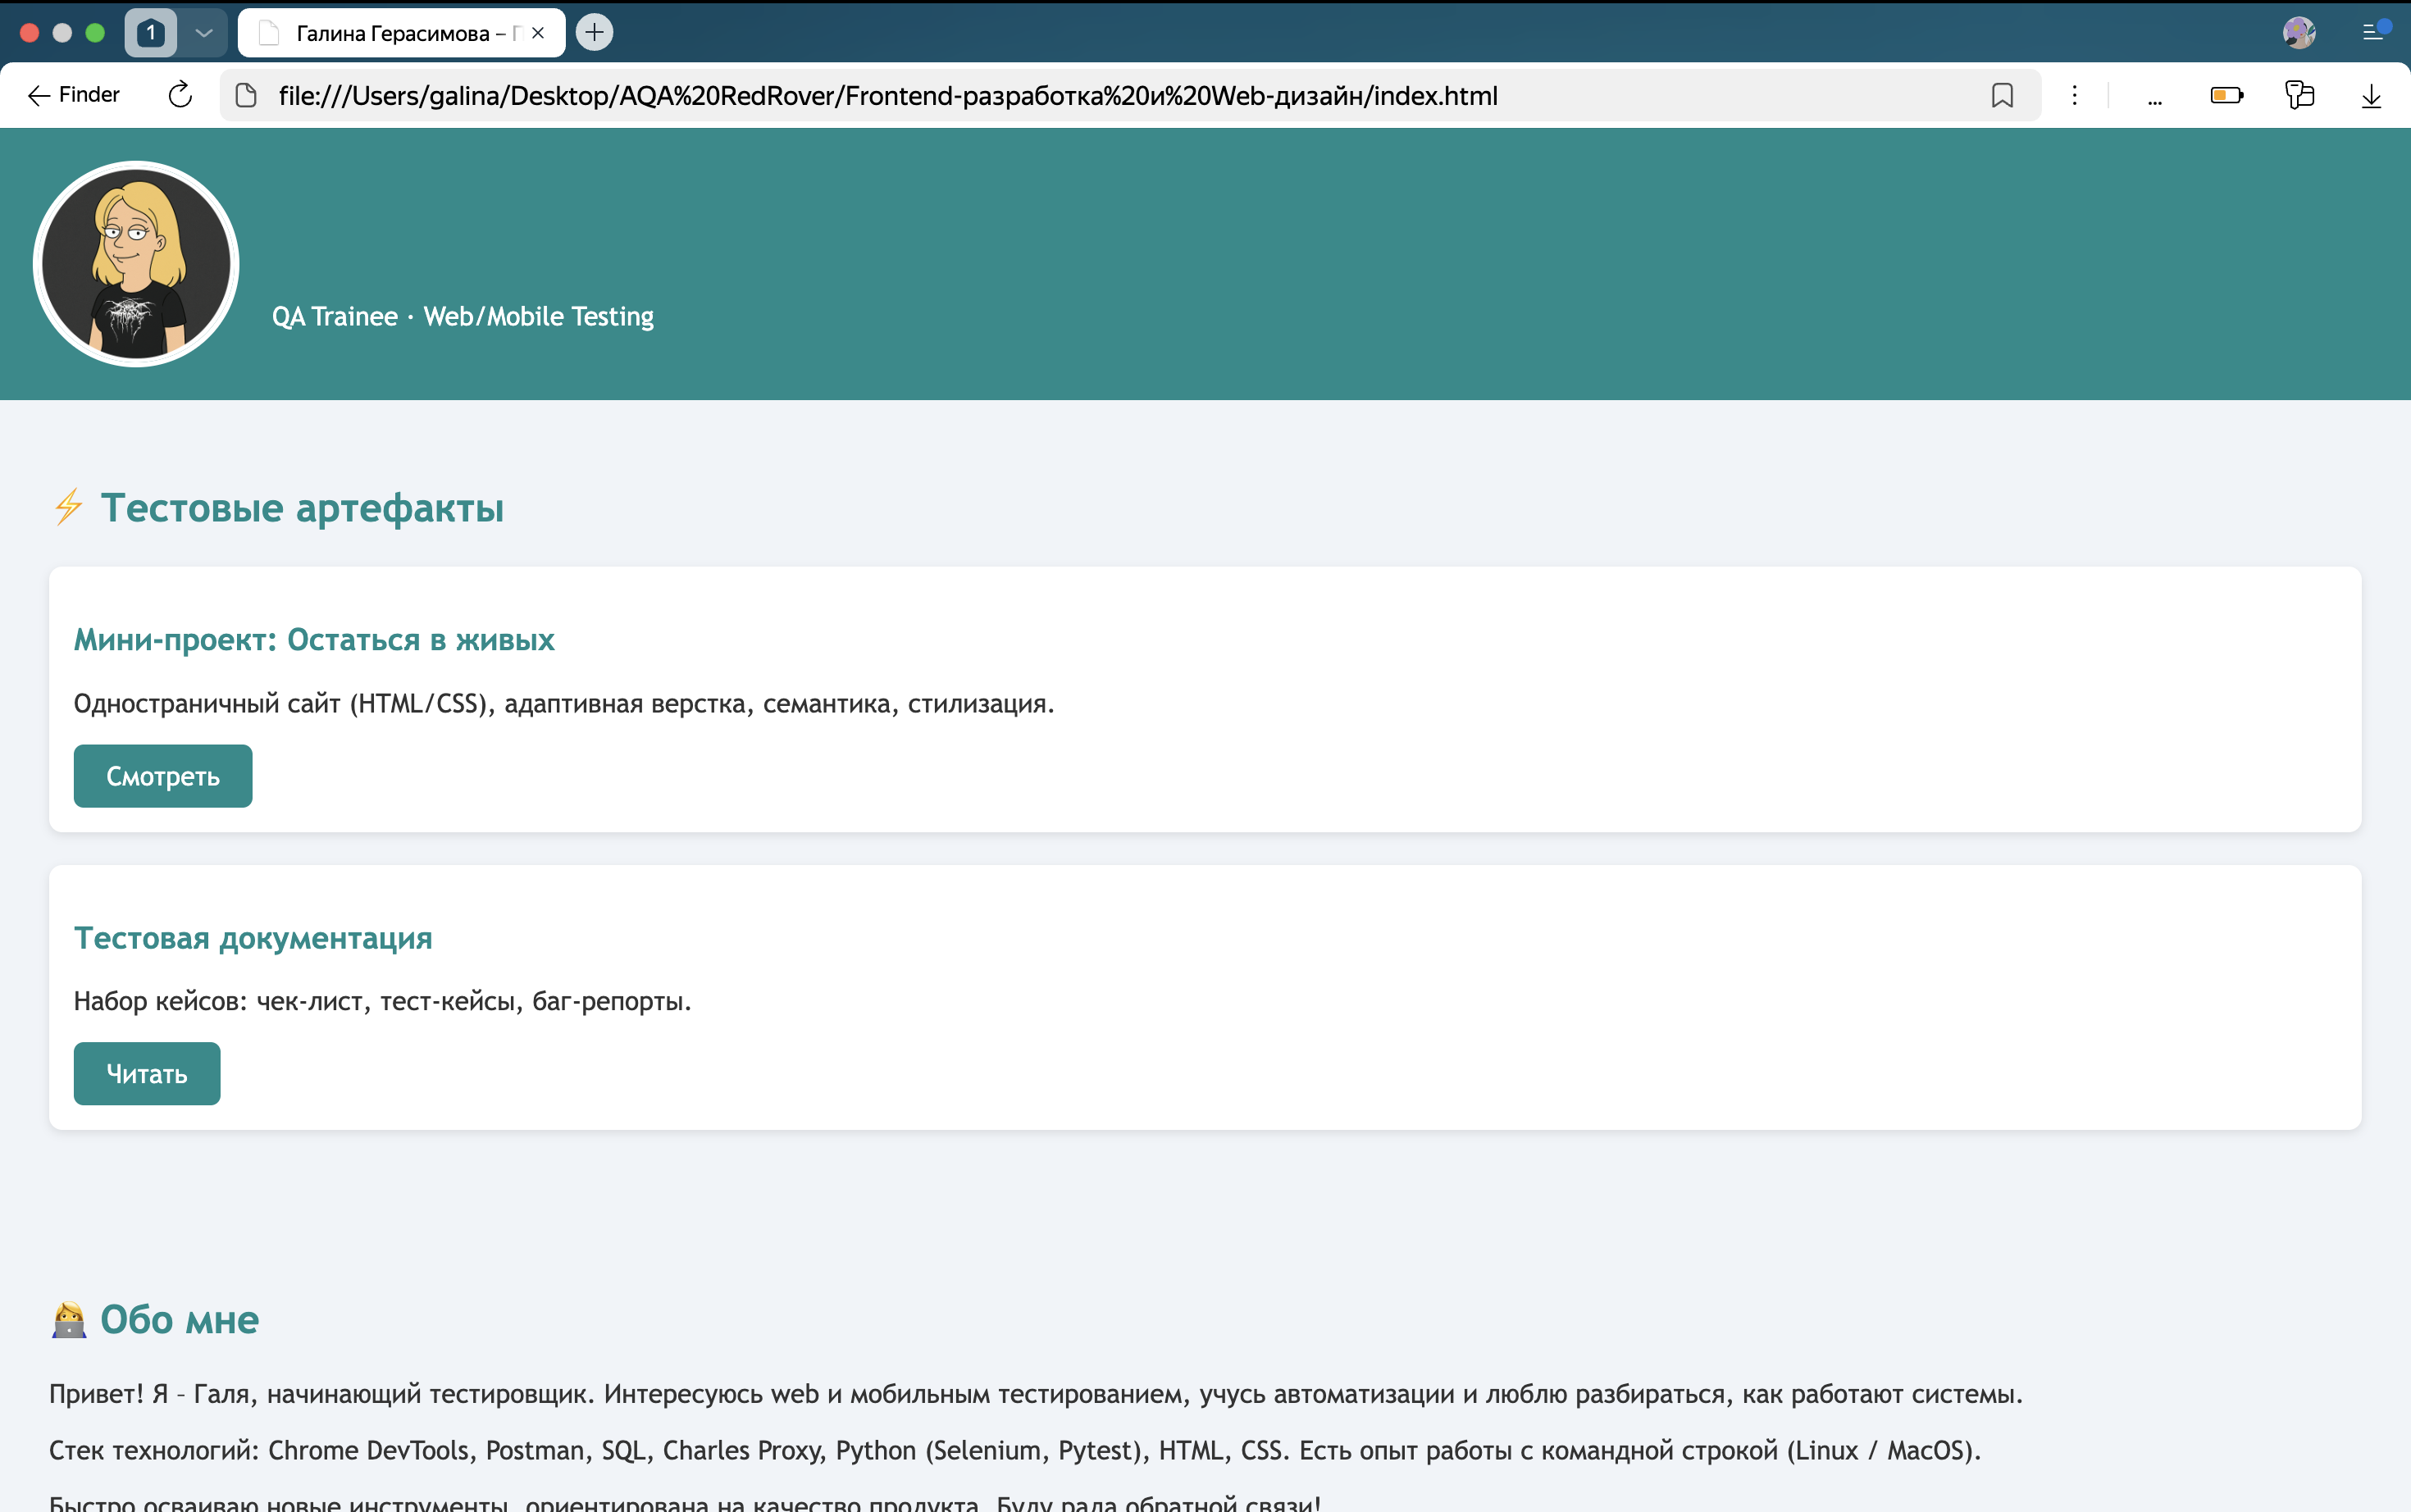 1
Галина Герасимова –
Finder
file:///Users/galina/Desktop/AQA%20RedRover/Frontend-разработка%20и%20Web-дизайн/index.html
QA Trainee · Web/Mobile Testing
⚡ Тестовые артефакты
Мини-проект: Остаться в живых
Одностраничный сайт (HTML/CSS), адаптивная верстка, семантика, стилизация.
Смотреть
Тестовая документация
Набор кейсов: чек-лист, тест-кейсы, баг-репорты.
Читать
👩‍💻 Обо мне
Привет! Я – Галя, начинающий тестировщик. Интересуюсь web и мобильным тестированием, учусь автоматизации и люблю разбираться, как работают системы.
Стек технологий: Chrome DevTools, Postman, SQL, Charles Proxy, Python (Selenium, Pytest), HTML, CSS. Есть опыт работы с командной строкой (Linux / MacOS).
Быстро осваиваю новые инструменты, ориентирована на качество продукта. Буду рада обратной связи!